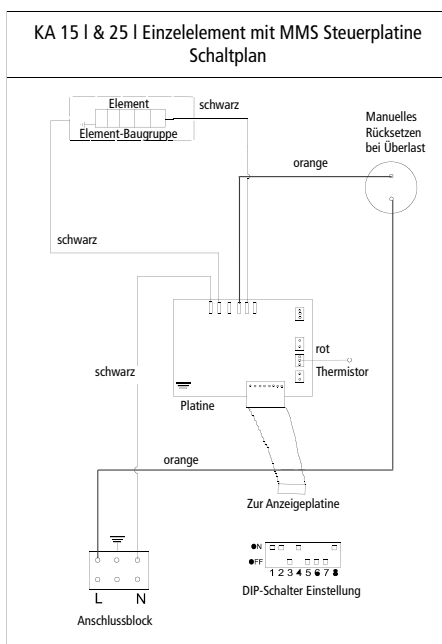 KA 15 l & 25 l Einzelelement mit MMS Steuerplatine
Schaltplan
Element
schwarz
Element-Baugruppe
Manuelles
Rücksetzen
bei Überlast
orange
schwarz
rot
Thermistor
schwarz
Platine
orange
Zur Anzeigeplatine
ON
OFF
1 2 3 4 5 6 7 8
DIP-Schalter Einstellung
L N
Anschlussblock